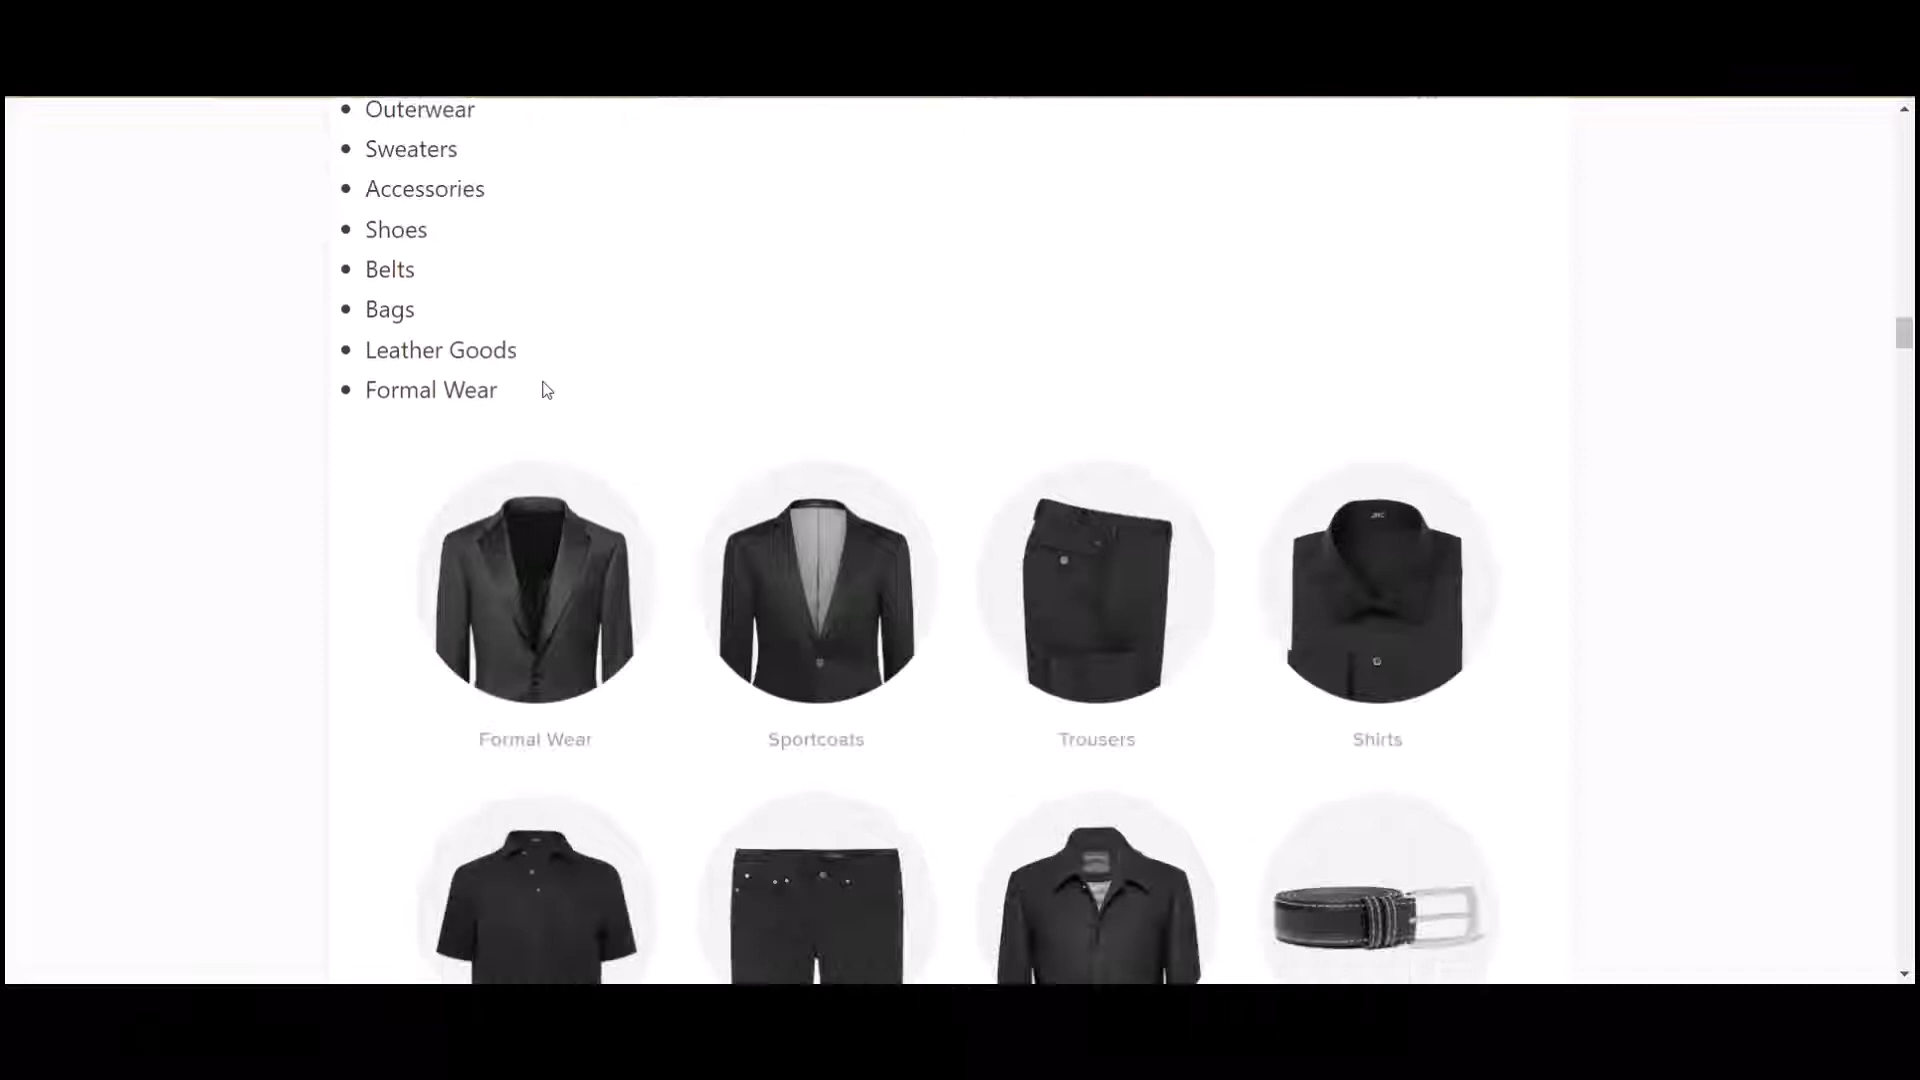 Outerwear
Sweaters
Accessories
Shoes
Belts
Bags
Leather Goods
Formal Wear
Formal Wear
Sportcoats
Trousers
Shirts